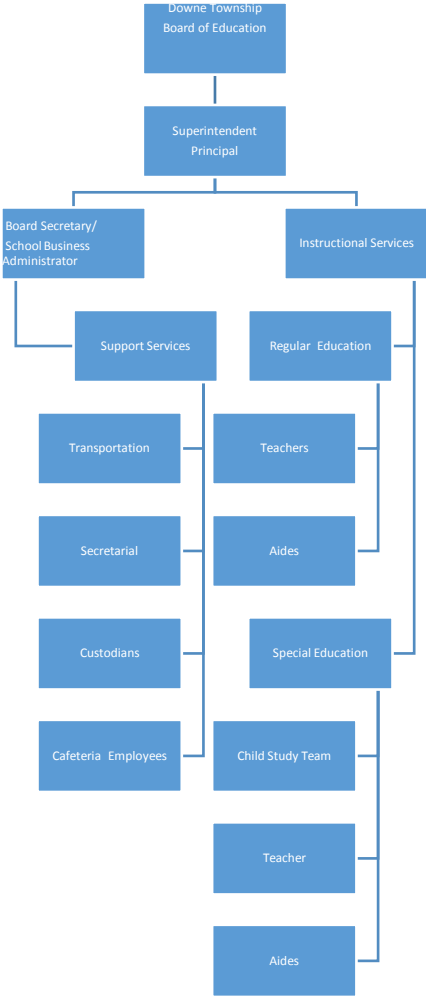 Downe Township
Board of Education
Superintendent
Principal
Board Secretary/
School Business
Administrator
Instructional Services
Support Services
Regular Education
Transportation
Teachers
Secretarial
Aides
Custodians
Special Education
Cafeteria Employees
Child Study Team
Teacher
Aides